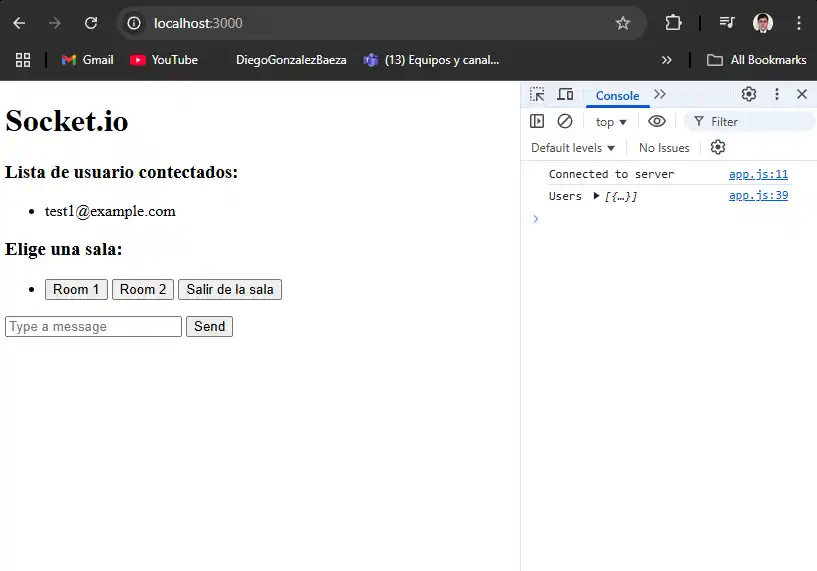 localhost:3000
Gmail YouTube DiegoGonzalezBaeza (13) Equipos y canal... » All Bookmarks
Socket.io
Lista de usuario contectados:
• test1@example.com
Elige una sala:
• Room 1 Room 2 Salir de la sala
Type a message Send
Console »
top ▼ Filter
Default levels ▼ No Issues
Connected to server app.js:11
Users ▶ [{…}] app.js:39
›